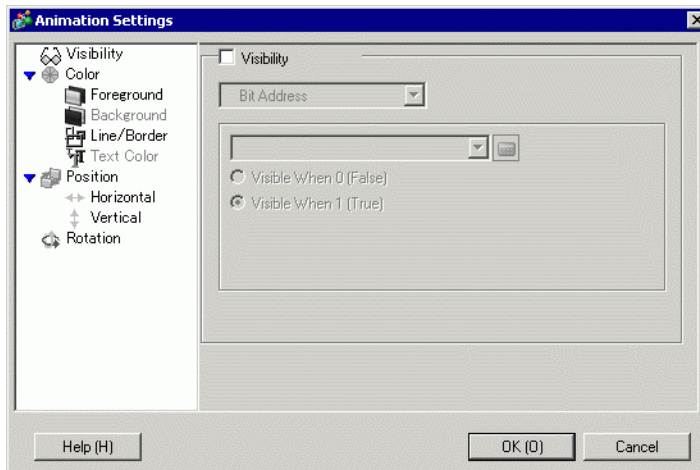 Animation Settings
Visibility
Color
Foreground
Background
Line/Border
Text Color
Position
Horizontal
Vertical
Rotation
Visibility
Bit Address
Visible When 0 (False)
Visible When 1 (True)
Help (H)
OK (O)
Cancel